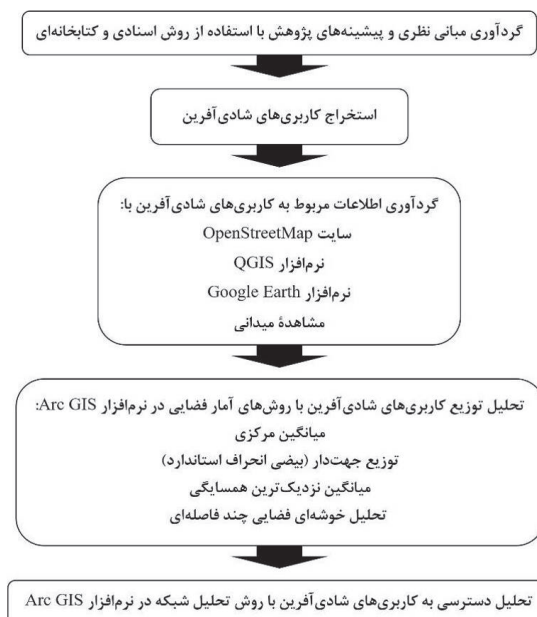 گردآوری مبانی نظری و پیشینه‌های پژوهش با استفاده از روش اسنادی و کتابخانه‌ای
استخراج کاربری‌های شادی‌آفرین
گردآوری اطلاعات مربوط به کاربری‌های شادی‌آفرین با:
سایت OpenStreetMap
نرم‌افزار QGIS
نرم‌افزار Google Earth
مشاهدۀ میدانی
تحلیل توزیع کاربری‌های شادی‌آفرین با روش‌های آمار فضایی در نرم‌افزار Arc GIS:
میانگین مرکزی
توزیع جهت‌دار (بیضی انحراف استاندارد)
میانگین نزدیک‌ترین همسایگی
تحلیل خوشه‌ای فضایی چند فاصله‌ای
تحلیل دسترسی به کاربری‌های شادی‌آفرین با روش تحلیل شبکه در نرم‌افزار Arc GIS